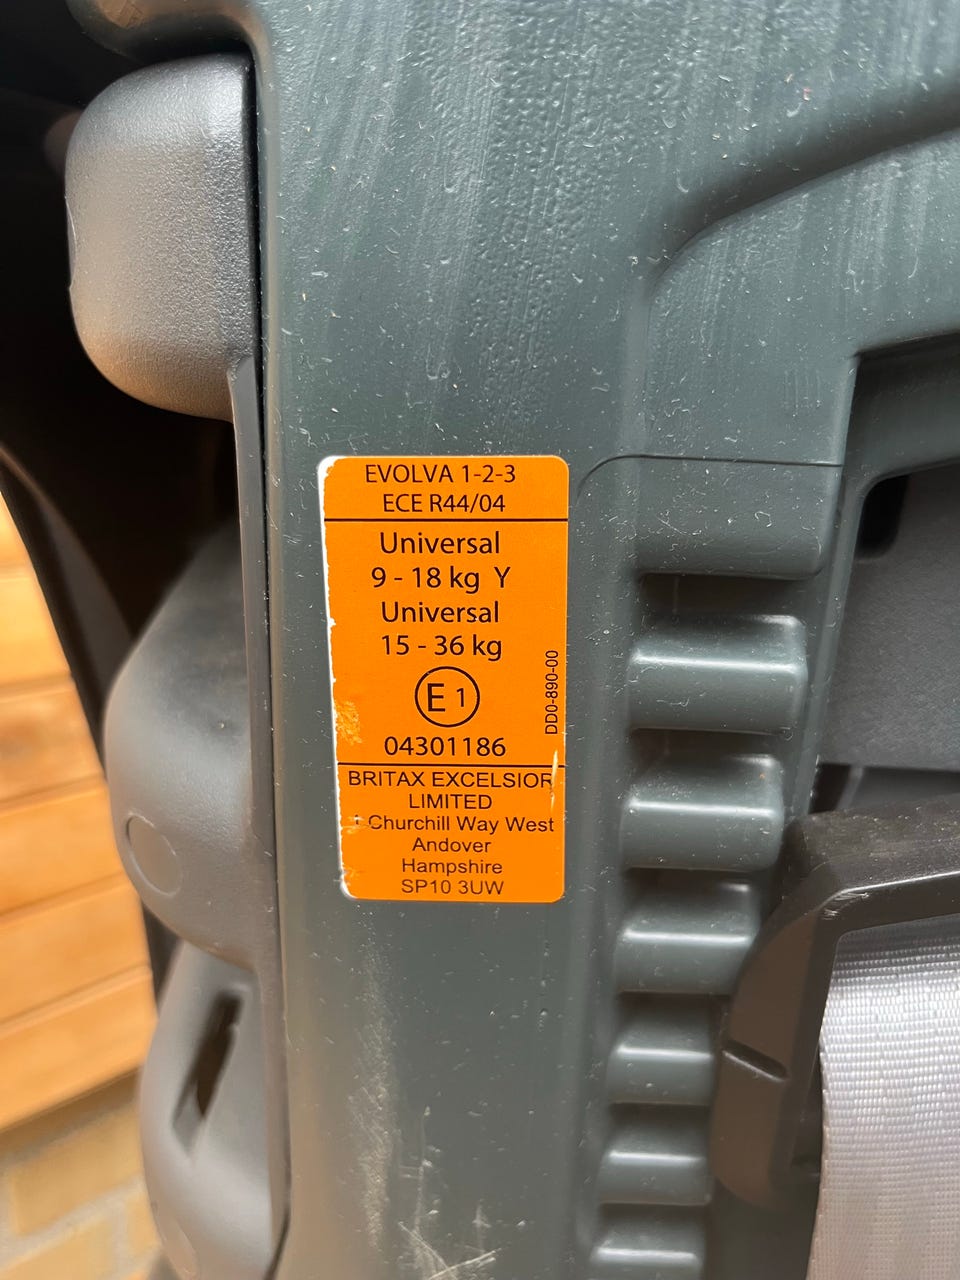 EVOLVA 1-2-3
ECE R44/04
Universal
9 - 18 kg Y
Universal
15 - 36 kg
E 1
04301186
DD0-890-00
BRITAX EXCELSIOR
LIMITED
1 Churchill Way West
Andover
Hampshire
SP10 3UW